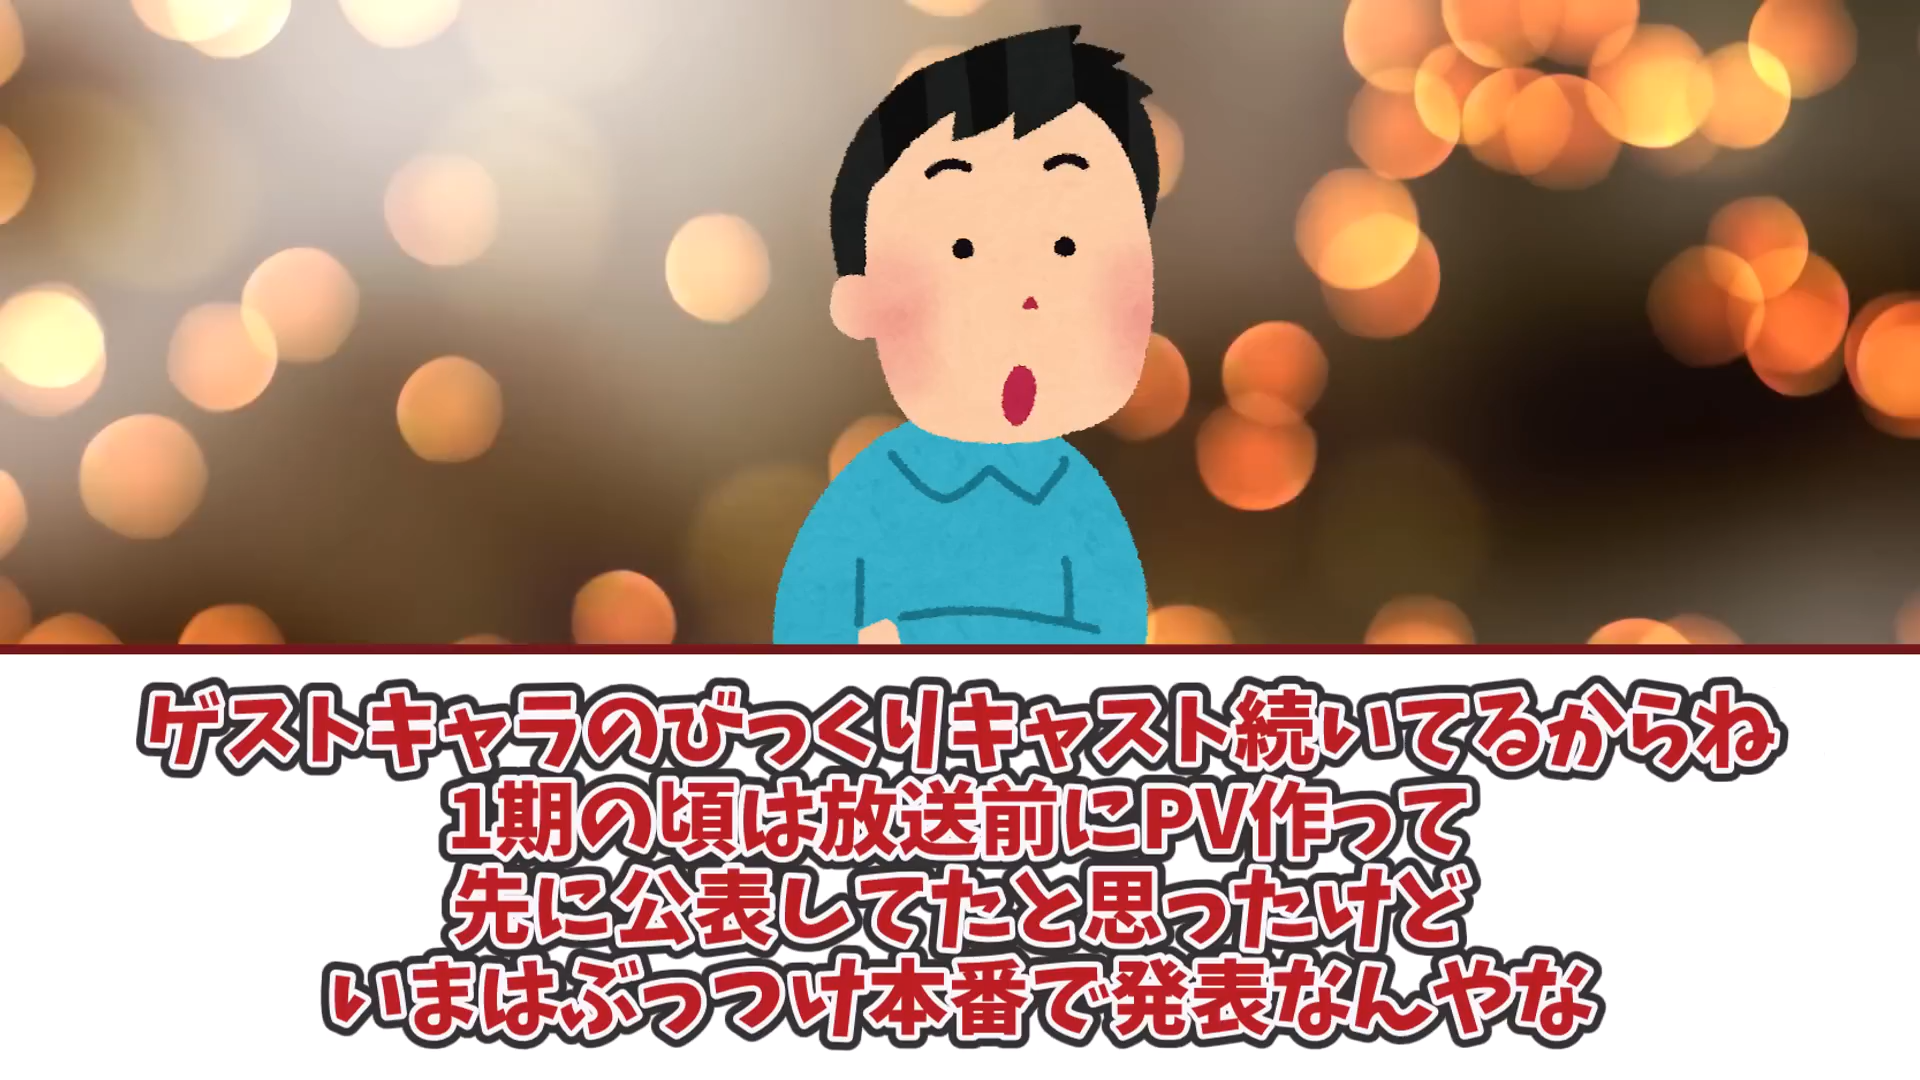 ゲストキャラのびっくりキャスト続いてるからね
1期の頃は放送前にPV作って
先に公表してたと思ったけど
いまはぶっつけ本番で発表なんやな